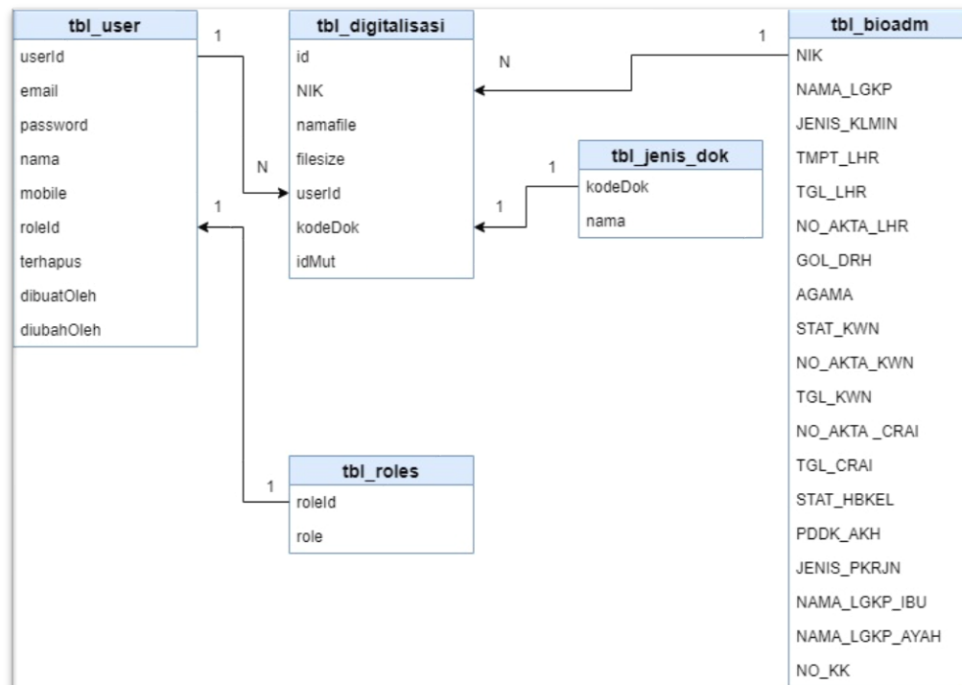 tbl_user
userId
email
password
nama
mobile
roleId
terhapus
dibuatOleh
diubahOleh
1
N
1
tbl_digitalisasi
id
NIK
namafile
filesize
userId
kodeDok
idMut
N
1
1
1
tbl_jenis_dok
kodeDok
nama
1
tbl_roles
roleId
role
tbl_bioadm
NIK
NAMA_LGKP
JENIS_KLMIN
TMPT_LHR
TGL_LHR
NO_AKTA_LHR
GOL_DRH
AGAMA
STAT_KWN
NO_AKTA_KWN
TGL_KWN
NO_AKTA _CRAI
TGL_CRAI
STAT_HBKEL
PDDK_AKH
JENIS_PKRJN
NAMA_LGKP_IBU
NAMA_LGKP_AYAH
NO_KK